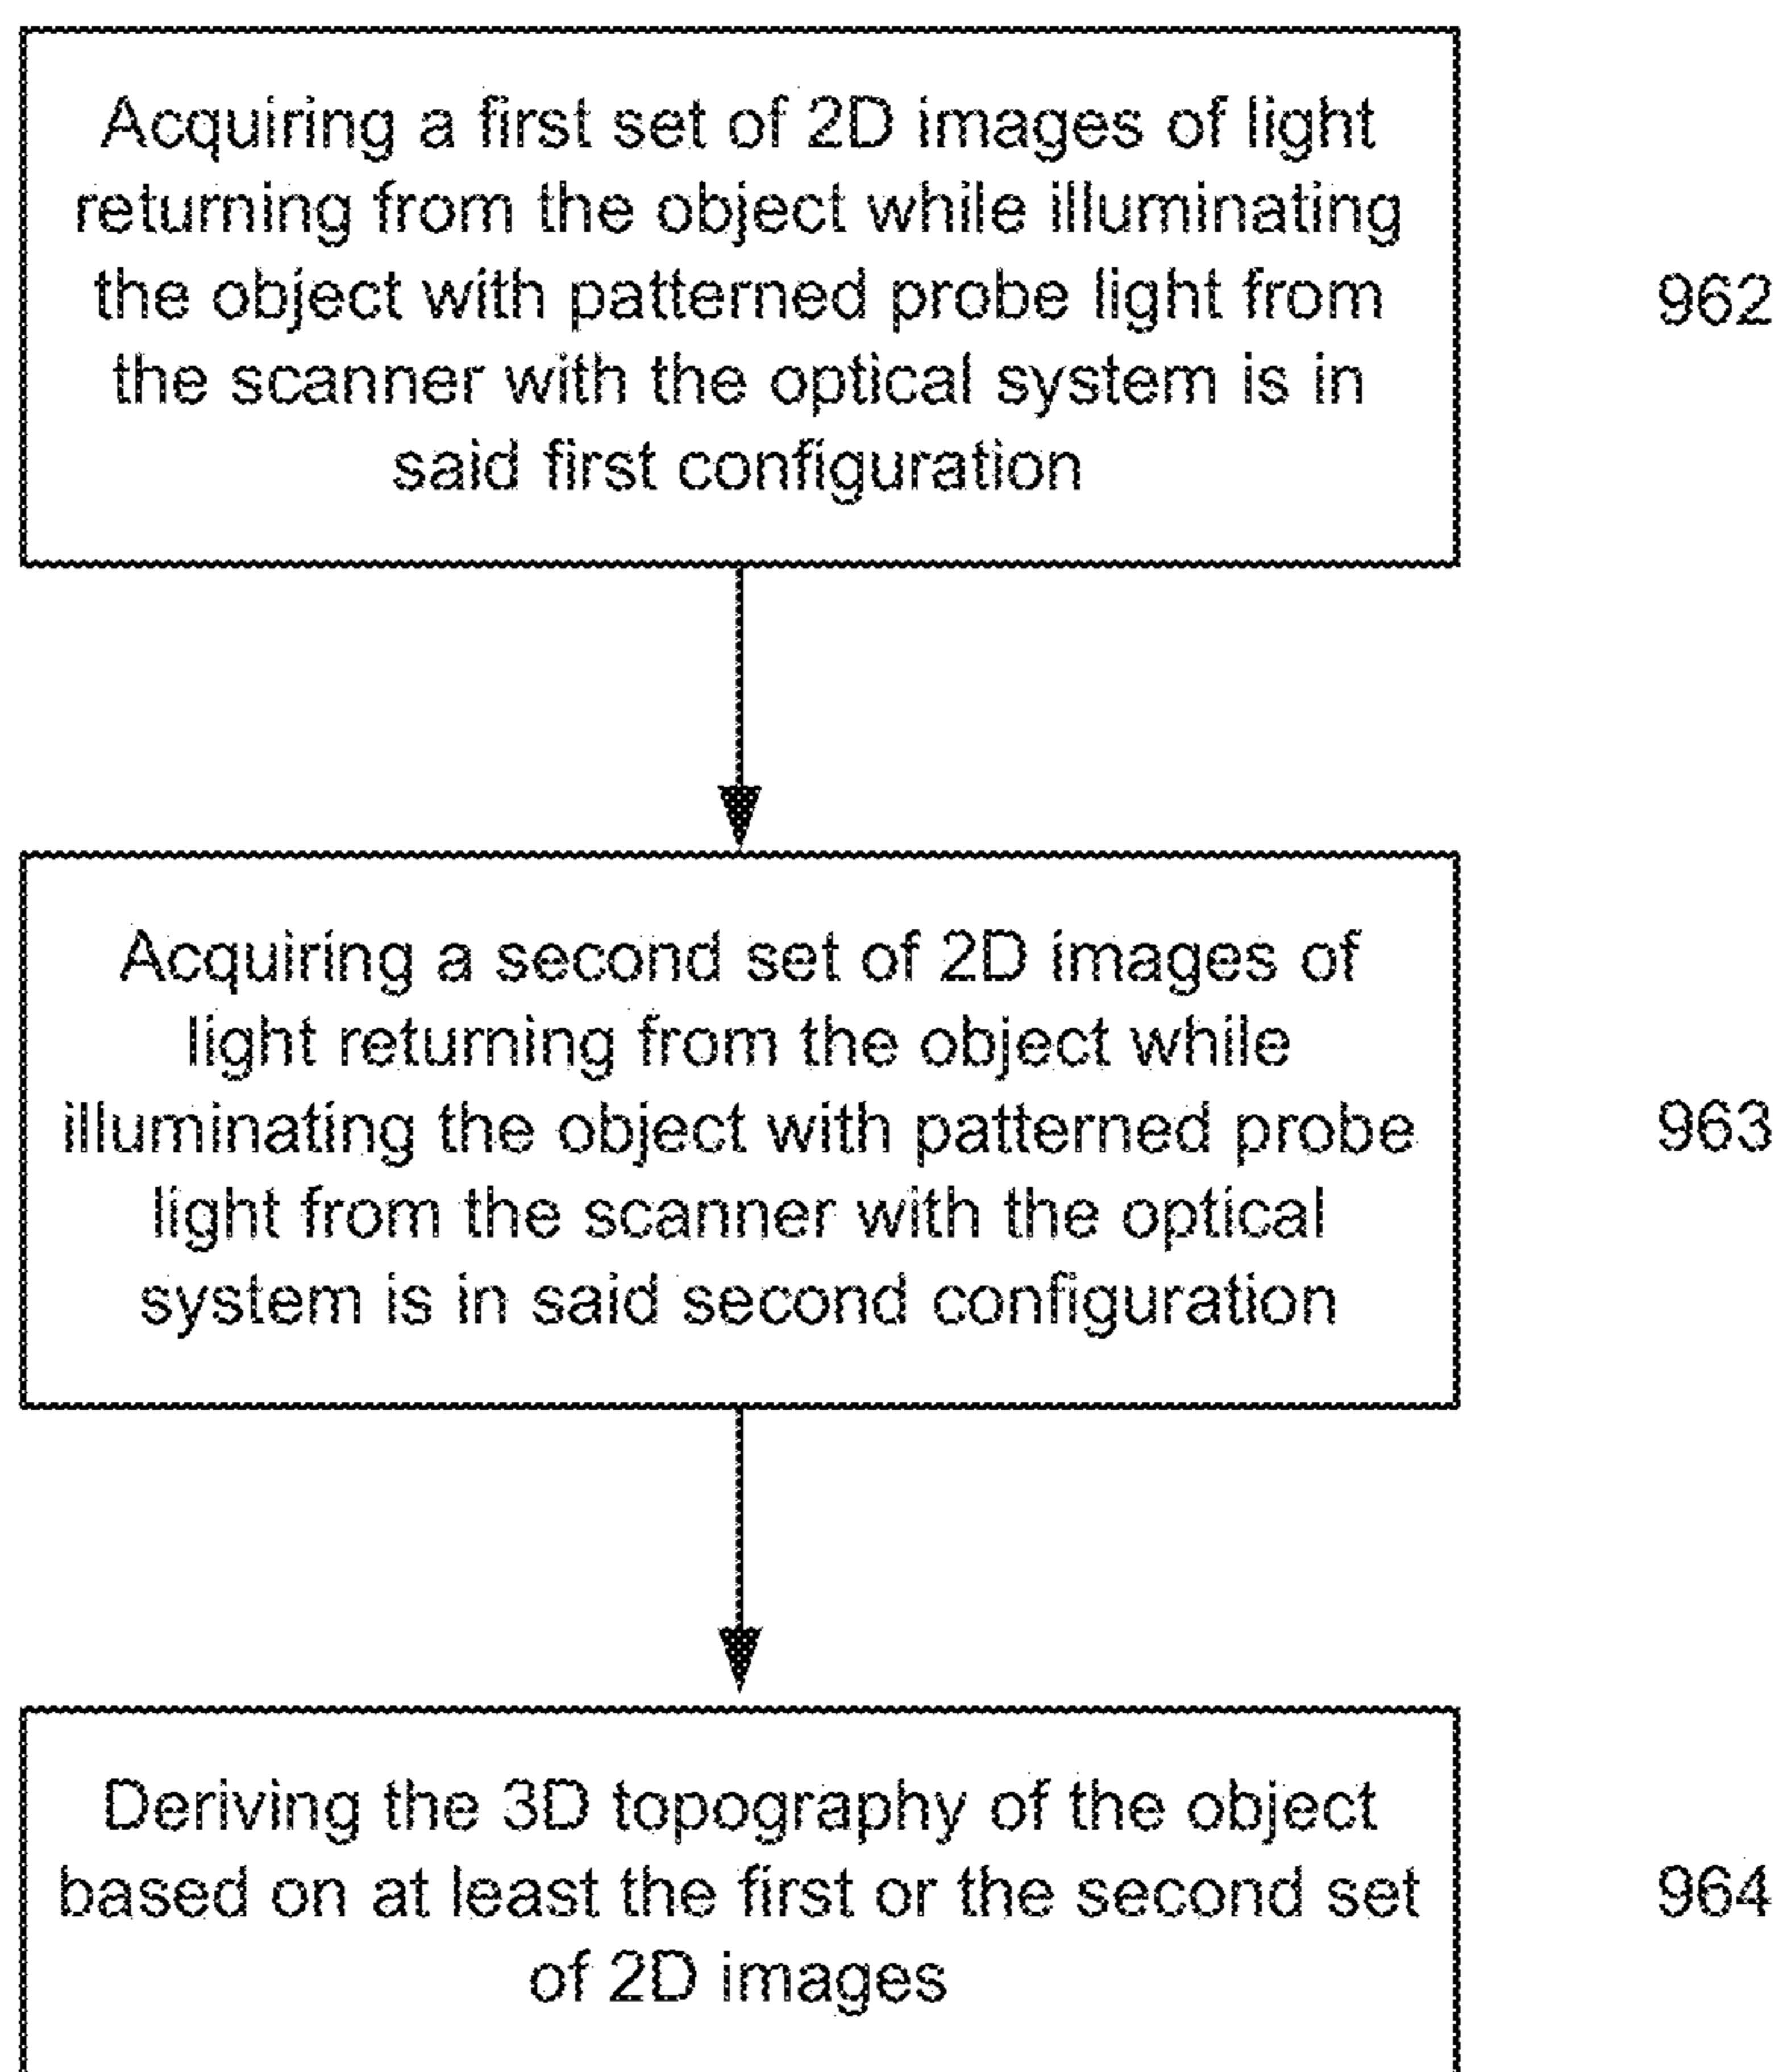 Acquiring a first set of 2D images of light
returning from the object while illuminating
the object with patterned probe light from
the scanner with the optical system is in
said first configuration
962
Acquiring a second set of 2D images of
light returning from the object while
illuminating the object with patterned probe
light from the scanner with the optical
system is in said second configuration
963
Deriving the 3D topography of the object
based on at least the first or the second set
of 2D images
964